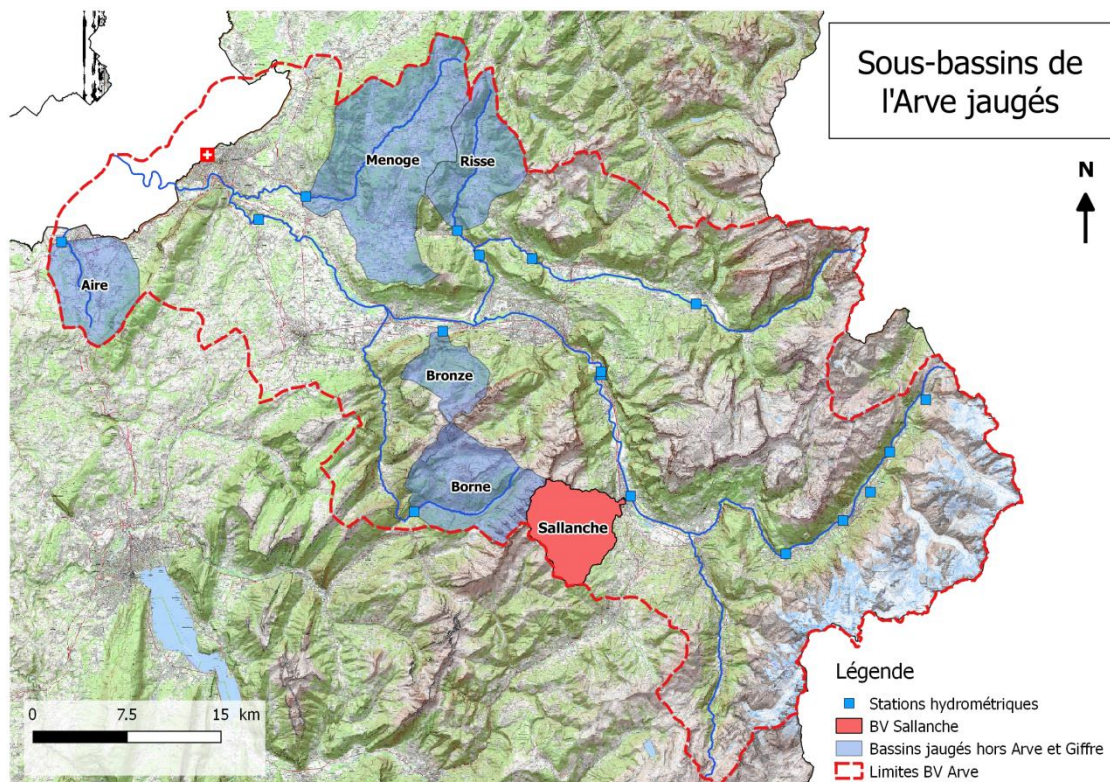 Sous-bassins de
l'Arve jaugés
N
Menoge
Risse
Aire
Bronze
Borne
Sallanche
Légende
Stations hydrométriques
BV Sallanche
Bassins jaugés hors Arve et Giffre
Limites BV Arve
0 7.5 15 km